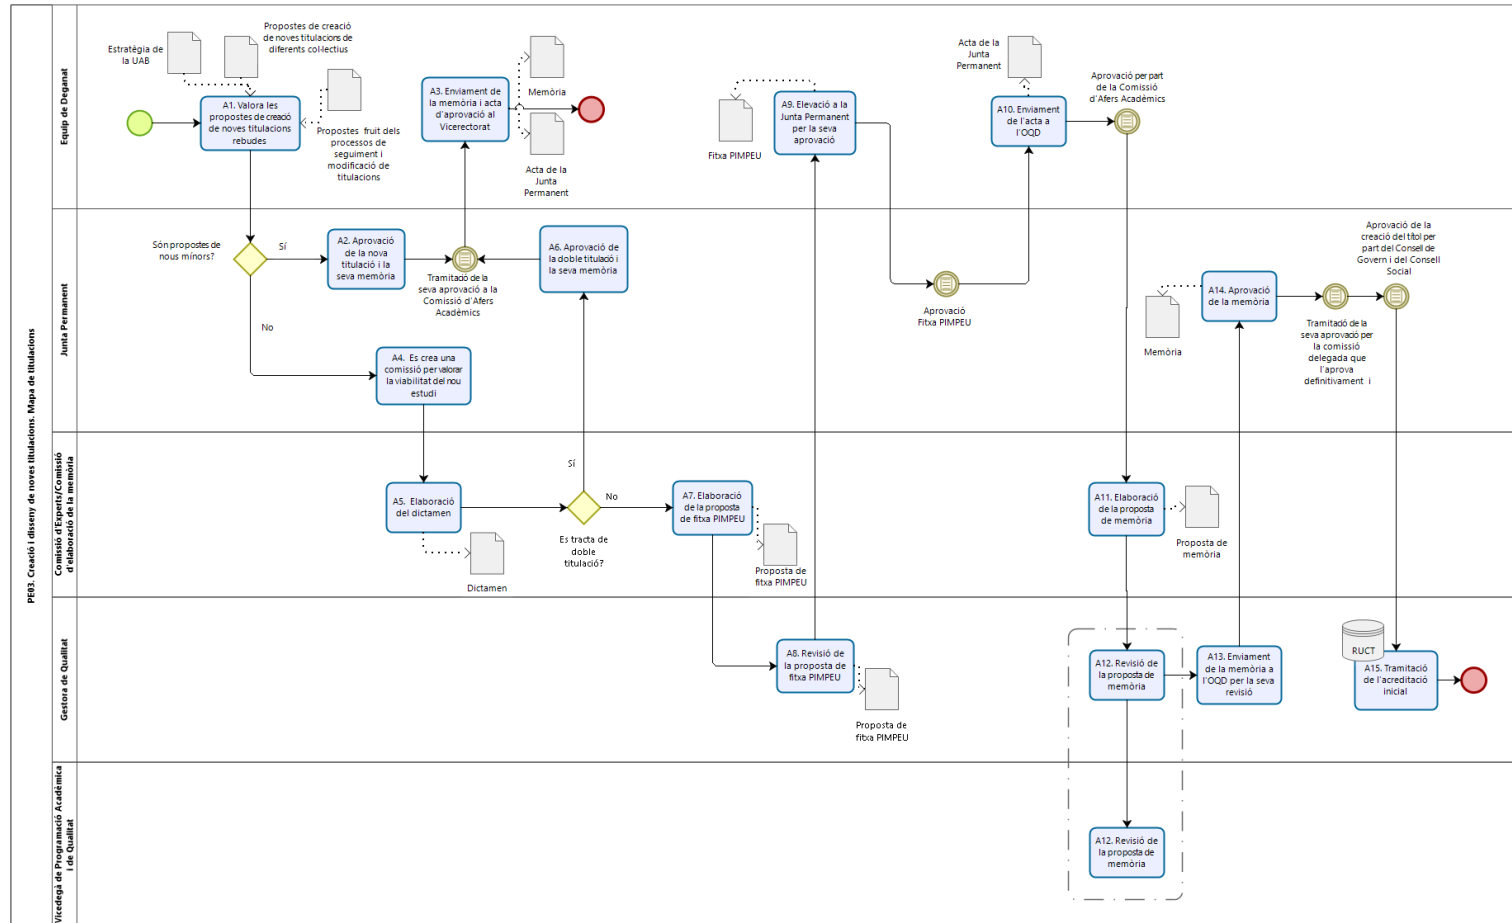 PE03. Creació i disseny de noves titulacions. Mapa de titulacions
Equip de Deganat
Estratègia de
la UAB
Propostes de creació
de noves titulacions de
diferents col·lectius
A1. Valora les
propostes de creació
de noves titulacions
rebudes
Propostes fruit dels
processos de
seguiment i
modificació de
titulacions
A3. Enviament de
la memòria i acta
d'aprovació al
Vicerectorat
Memòria
Acta de la
Junta
Permanent
Fitxa PIMPEU
A9. Elevació a la
Junta Permanent
per la seva
aprovació
Acta de la
Junta
Permanent
A10. Enviament
de l'acta a
l'OQD
Aprovació per part
de la Comissió
d'Afers Acadèmics
Junta Permanent
Són propostes de
nous mínors?
Sí
No
A2. Aprovació
de la nova
titulació i la
seva memòria
Tramitació de la
seva aprovació a la
Comissió d'Afers
Acadèmics
A6. Aprovació de
la doble titulació i
la seva memòria
A4. Es crea una
comissió per valorar
la viabilitat del nou
estudi
Aprovació
Fitxa PIMPEU
Memòria
A14. Aprovació
de la memòria
Tramitació de la
seva aprovació per
la comissió
delegada que
l'aprova
definitivament i
Aprovació de la
creació del títol per
part del Consell de
Govern i del Consell
Social
Comissió d'Experts/Comissió
d'elaboració de la memòria
A5. Elaboració
del dictamen
Dictamen
Sí
No
Es tracta de
doble
titulació?
A7. Elaboració
de la proposta
de fitxa PIMPEU
Proposta de
fitxa PIMPEU
A11. Elaboració
de la proposta
de memòria
Proposta de
memòria
Gestora de Qualitat
A8. Revisió de
la proposta de
fitxa PIMPEU
Proposta de
fitxa PIMPEU
A12. Revisió de
la proposta de
memòria
A13. Enviament
de la memòria a
l'OQD per la seva
revisió
RUCT
A15. Tramitació
de l'acreditació
inicial
Vicedegà de Programació Acadèmica
i de Qualitat
A12. Revisió de
la proposta de
memòria